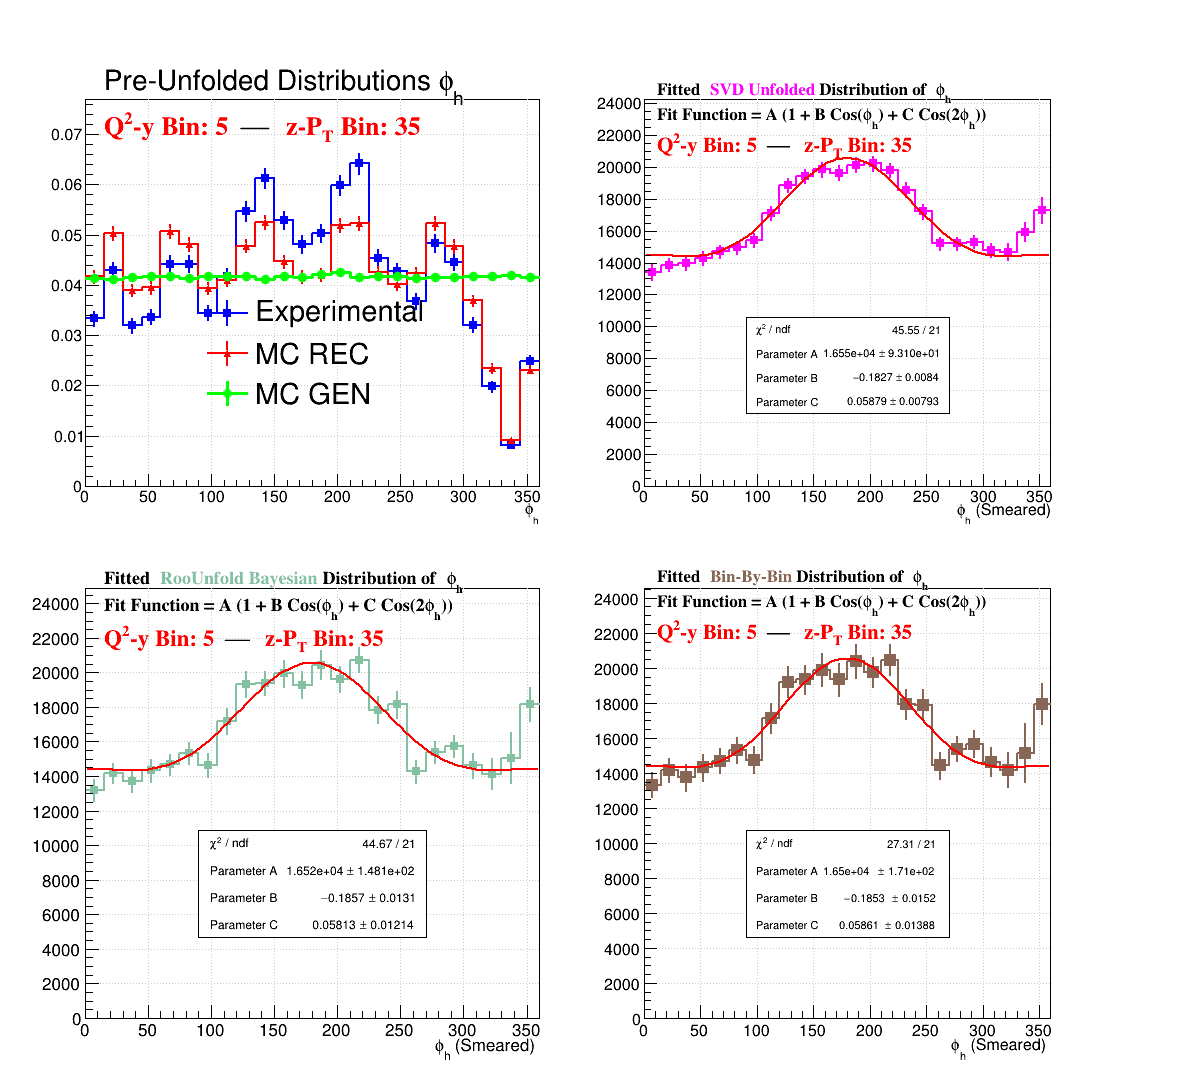 Pre-Unfolded Distributions ϕh
Q²-y Bin: 5 — z-PT Bin: 35
0.07
0.06
0.05
0.04
0.03
0.02
0.01
0
Experimental
MC REC
MC GEN
0 50 100 150 200 250 300 350
ϕh
Fitted SVD Unfolded Distribution of ϕh
Fit Function = A (1 + B Cos(ϕh) + C Cos(2ϕh))
Q²-y Bin: 5 — z-PT Bin: 35
24000
22000
20000
18000
16000
14000
12000
10000
8000
6000
4000
2000
0
χ² / ndf 45.55 / 21
Parameter A 1.655e+04 ± 9.310e+01
Parameter B −0.1827 ± 0.0084
Parameter C 0.05879 ± 0.00793
0 50 100 150 200 250 300 350
ϕh (Smeared)
Fitted RooUnfold Bayesian Distribution of ϕh
Fit Function = A (1 + B Cos(ϕh) + C Cos(2ϕh))
Q²-y Bin: 5 — z-PT Bin: 35
24000
22000
20000
18000
16000
14000
12000
10000
8000
6000
4000
2000
0
χ² / ndf 44.67 / 21
Parameter A 1.652e+04 ± 1.481e+02
Parameter B −0.1857 ± 0.0131
Parameter C 0.05813 ± 0.01214
0 50 100 150 200 250 300 350
ϕh (Smeared)
Fitted Bin-By-Bin Distribution of ϕh
Fit Function = A (1 + B Cos(ϕh) + C Cos(2ϕh))
Q²-y Bin: 5 — z-PT Bin: 35
24000
22000
20000
18000
16000
14000
12000
10000
8000
6000
4000
2000
0
χ² / ndf 27.31 / 21
Parameter A 1.65e+04 ± 1.71e+02
Parameter B −0.1853 ± 0.0152
Parameter C 0.05861 ± 0.01388
0 50 100 150 200 250 300 350
ϕh (Smeared)